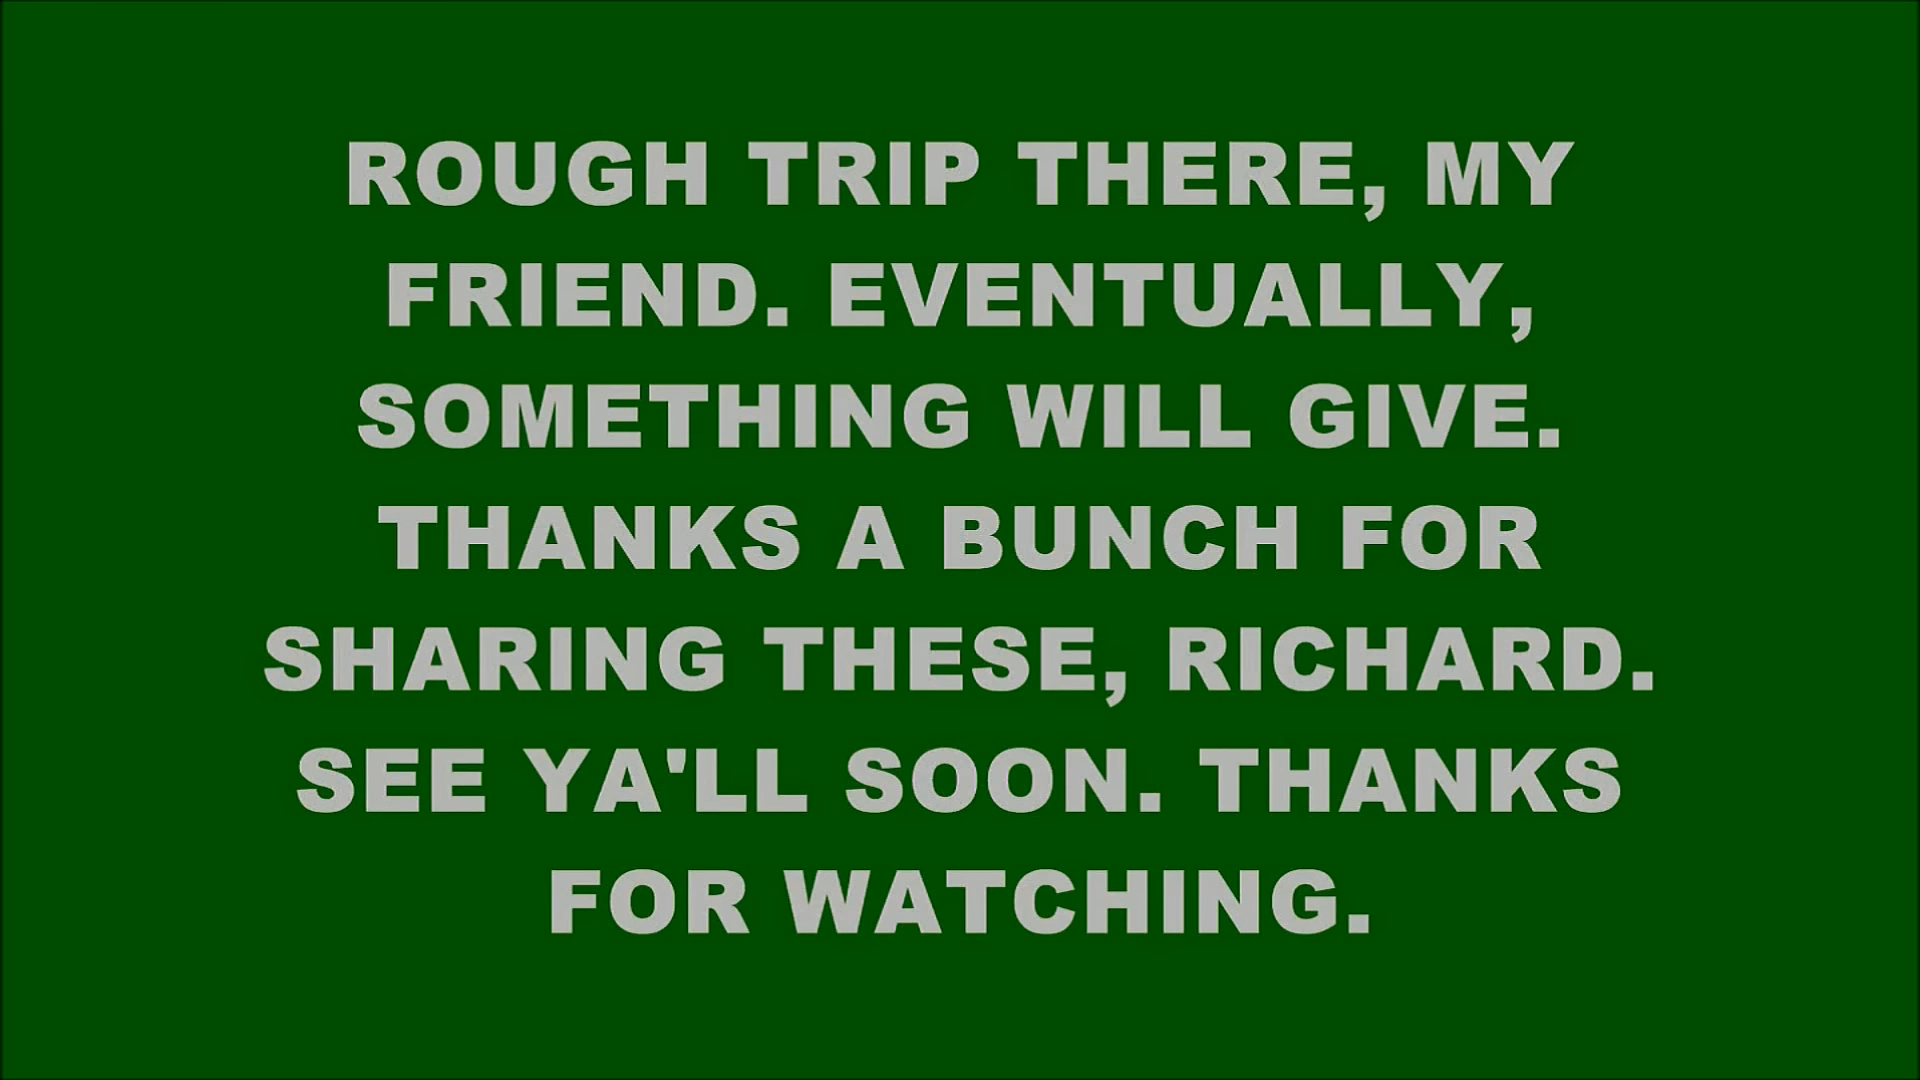 ROUGH TRIP THERE, MY
FRIEND. EVENTUALLY,
SOMETHING WILL GIVE.
THANKS A BUNCH FOR
SHARING THESE, RICHARD.
SEE YA'LL SOON. THANKS
FOR WATCHING.